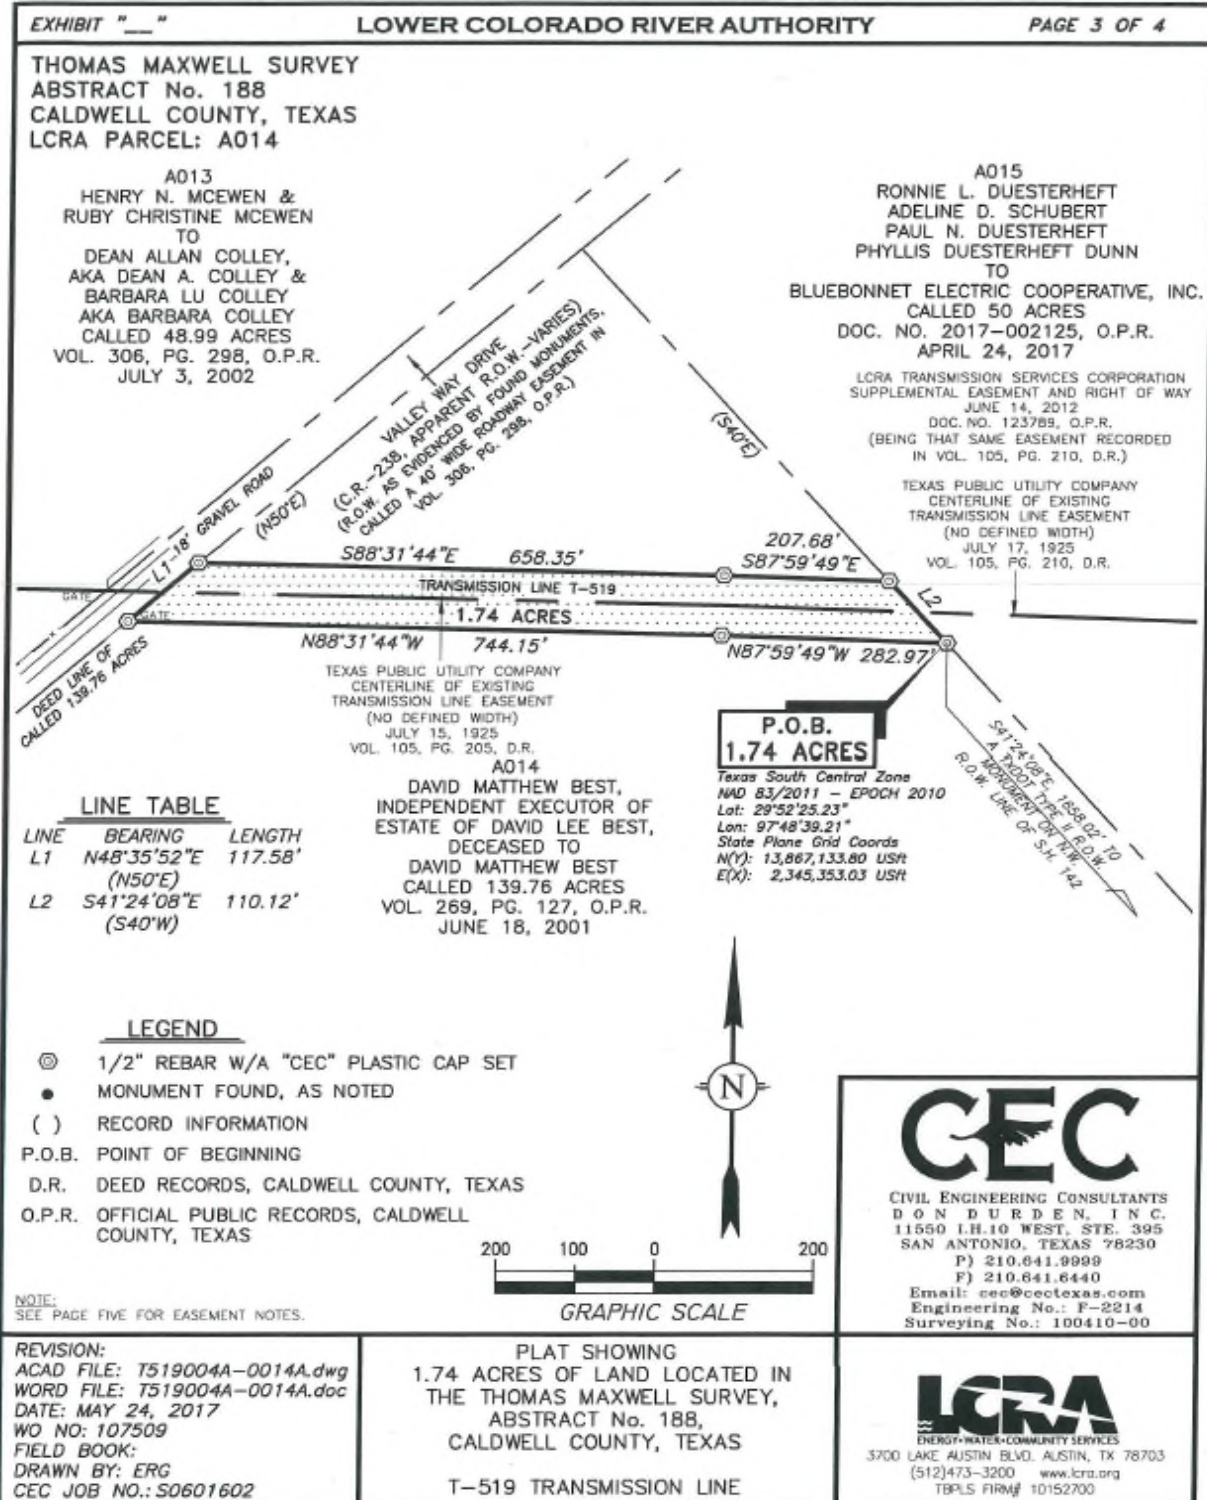 EXHIBIT "__"
LOWER COLORADO RIVER AUTHORITY
PAGE 3 OF 4
THOMAS MAXWELL SURVEY
ABSTRACT No. 188
CALDWELL COUNTY, TEXAS
LCRA PARCEL: A014
A013
HENRY N. MCEWEN &
RUBY CHRISTINE MCEWEN
TO
DEAN ALLAN COLLEY,
AKA DEAN A. COLLEY &
BARBARA LU COLLEY
AKA BARBARA COLLEY
CALLED 48.99 ACRES
VOL. 306, PG. 298, O.P.R.
JULY 3, 2002
A015
RONNIE L. DUESTERHEFT
ADELINE D. SCHUBERT
PAUL N. DUESTERHEFT
PHYLLIS DUESTERHEFT DUNN
TO
BLUEBONNET ELECTRIC COOPERATIVE, INC.
CALLED 50 ACRES
DOC. NO. 2017-002125, O.P.R.
APRIL 24, 2017
LCRA TRANSMISSION SERVICES CORPORATION
SUPPLEMENTAL EASEMENT AND RIGHT OF WAY
JUNE 14, 2012
DOC. NO. 123789, O.P.R.
(BEING THAT SAME EASEMENT RECORDED
IN VOL. 105, PG. 210, D.R.)
TEXAS PUBLIC UTILITY COMPANY
CENTERLINE OF EXISTING
TRANSMISSION LINE EASEMENT
(NO DEFINED WIDTH)
JULY 17, 1925
VOL. 105, PG. 210, D.R.
VALLEY WAY DRIVE
(C.R.-238, APPARENT R.O.W.-VARIES)
(R.O.W. AS EVIDENCED BY FOUND MONUMENTS,
CALLED A 40' WIDE ROADWAY EASEMENT IN
VOL. 306, PG. 298, O.P.R.)
(S40°E)
(N50°E)
L1-18' GRAVEL ROAD
S88°31'44"E 658.35'
207.68'
S87°59'49"E
TRANSMISSION LINE T-519
L2
GATE
GATE
1.74 ACRES
N88°31'44"W 744.15'
N87°59'49"W 282.97'
DEED LINE OF
CALLED 139.76 ACRES
TEXAS PUBLIC UTILITY COMPANY
CENTERLINE OF EXISTING
TRANSMISSION LINE EASEMENT
(NO DEFINED WIDTH)
JULY 15, 1925
VOL. 105, PG. 205, D.R.
A014
DAVID MATTHEW BEST,
INDEPENDENT EXECUTOR OF
ESTATE OF DAVID LEE BEST,
DECEASED TO
DAVID MATTHEW BEST
CALLED 139.76 ACRES
VOL. 269, PG. 127, O.P.R.
JUNE 18, 2001
P.O.B.
1.74 ACRES
Texas South Central Zone
NAD 83/2011 - EPOCH 2010
Lat: 29°52'25.23"
Lon: 97°48'39.21"
State Plane Grid Coords
N(Y): 13,867,133.80 USft
E(X): 2,345,353.03 USft
S41°24'08"E, 1658.02' TO
A TXDOT TYPE II R.O.W.
MONUMENT ON N.W.
R.O.W. LINE OF S.H. 142
LINE TABLE
LINE BEARING LENGTH
L1 N48°35'52"E 117.58'
(N50°E)
L2 S41°24'08"E 110.12'
(S40°W)
LEGEND
1/2" REBAR W/A "CEC" PLASTIC CAP SET
MONUMENT FOUND, AS NOTED
( ) RECORD INFORMATION
P.O.B. POINT OF BEGINNING
D.R. DEED RECORDS, CALDWELL COUNTY, TEXAS
O.P.R. OFFICIAL PUBLIC RECORDS, CALDWELL
COUNTY, TEXAS
N
200 100 0 200
GRAPHIC SCALE
NOTE:
SEE PAGE FIVE FOR EASEMENT NOTES.
CEC
CIVIL ENGINEERING CONSULTANTS
DON DURDEN, INC.
11550 I.H.10 WEST, STE. 395
SAN ANTONIO, TEXAS 78230
P) 210.641.9999
F) 210.641.6440
Email: cec@cectexas.com
Engineering No.: F-2214
Surveying No.: 100410-00
REVISION:
ACAD FILE: T519004A-0014A.dwg
WORD FILE: T519004A-0014A.doc
DATE: MAY 24, 2017
WO NO: 107509
FIELD BOOK:
DRAWN BY: ERG
CEC JOB NO.: S0601602
PLAT SHOWING
1.74 ACRES OF LAND LOCATED IN
THE THOMAS MAXWELL SURVEY,
ABSTRACT No. 188,
CALDWELL COUNTY, TEXAS
T-519 TRANSMISSION LINE
LCRA
ENERGY•WATER•COMMUNITY SERVICES
3700 LAKE AUSTIN BLVD. AUSTIN, TX 78703
(512)473-3200 www.lcra.org
TBPLS FIRM# 10152700